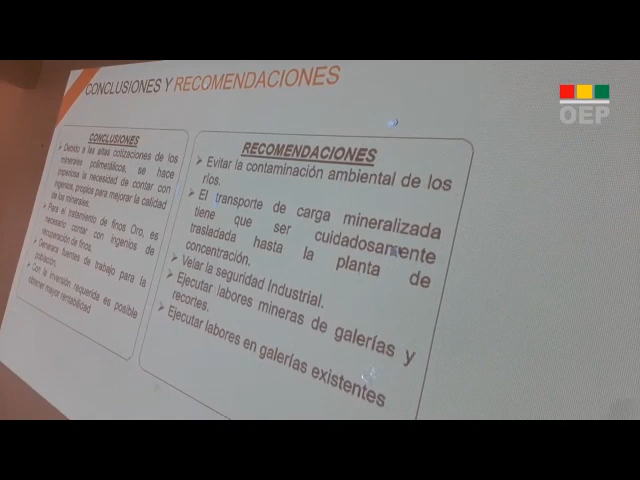 CONCLUSIONES Y RECOMENDACIONES
OEP
CONCLUSIONES
➤ Debido a las altas cotizaciones de los
minerales polimetálicos, se hace
imperiosa la necesidad de contar con
ingenios, propios para mejorar la calidad
de los minerales.
➤ Para el tratamiento de finos Oro, es
necesario contar con ingenios de
recuperación de finos.
➤ Generara fuentes de trabajo para la
población.
➤ Con la inversión requerida es posible
obtener mayor rentabilidad
RECOMENDACIONES
➤ Evitar la contaminación ambiental de los
ríos.
➤ El transporte de carga mineralizada
tiene que ser cuidadosamente
trasladada hasta la planta de
concentración.
➤ Velar la seguridad Industrial.
➤ Ejecutar labores mineras de galerías y
recortes.
➤ Ejecutar labores en galerías existentes